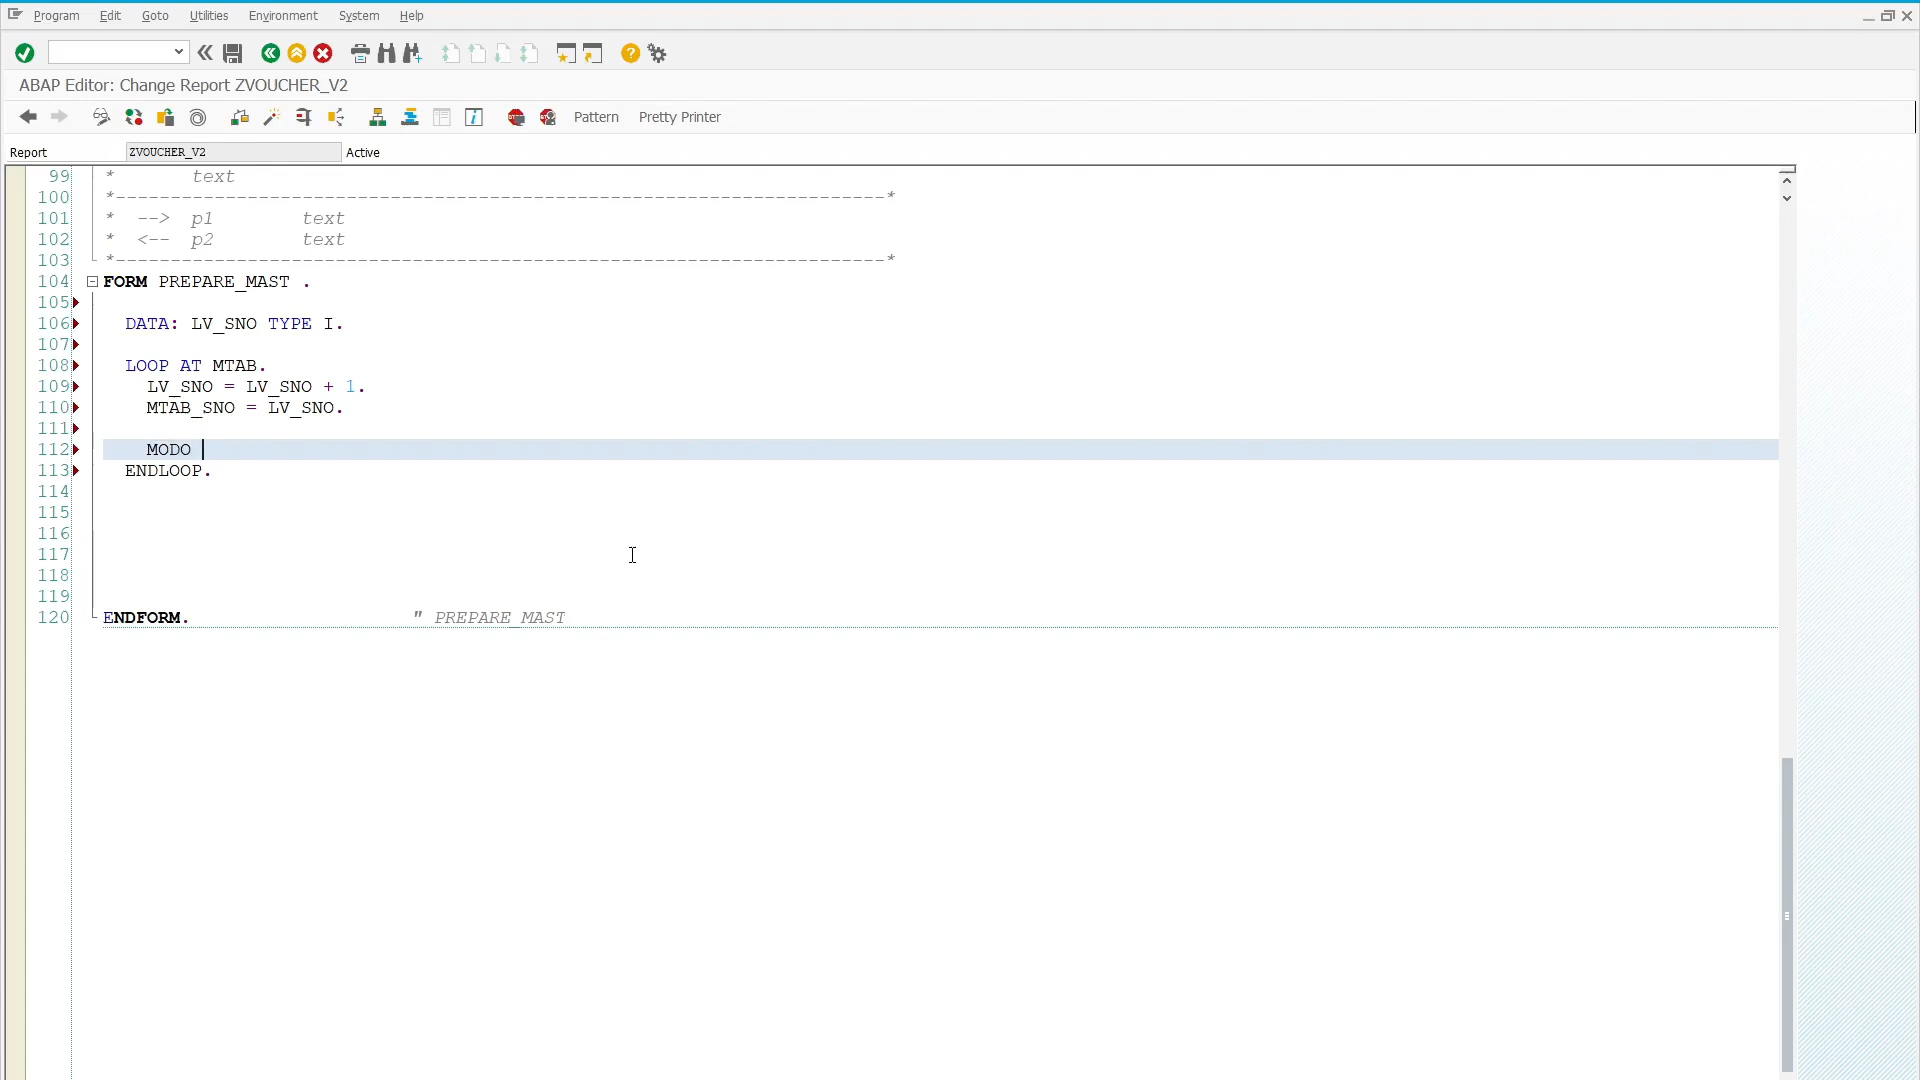 Program Edit Goto Utilities Environment System Help
ABAP Editor: Change Report ZVOUCHER_V2
Pattern Pretty Printer
Report ZVOUCHER_V2 Active
99 * text
100 *----------------------------------------------------------------------*
101 * --> p1 text
102 * <-- p2 text
103 *----------------------------------------------------------------------*
104 FORM PREPARE_MAST .
105
106 DATA: LV_SNO TYPE I.
107
108 LOOP AT MTAB.
109 LV_SNO = LV_SNO + 1.
110 MTAB_SNO = LV_SNO.
111
112 MODO
113 ENDLOOP.
114
115
116
117
118
119
120 ENDFORM. " PREPARE_MAST